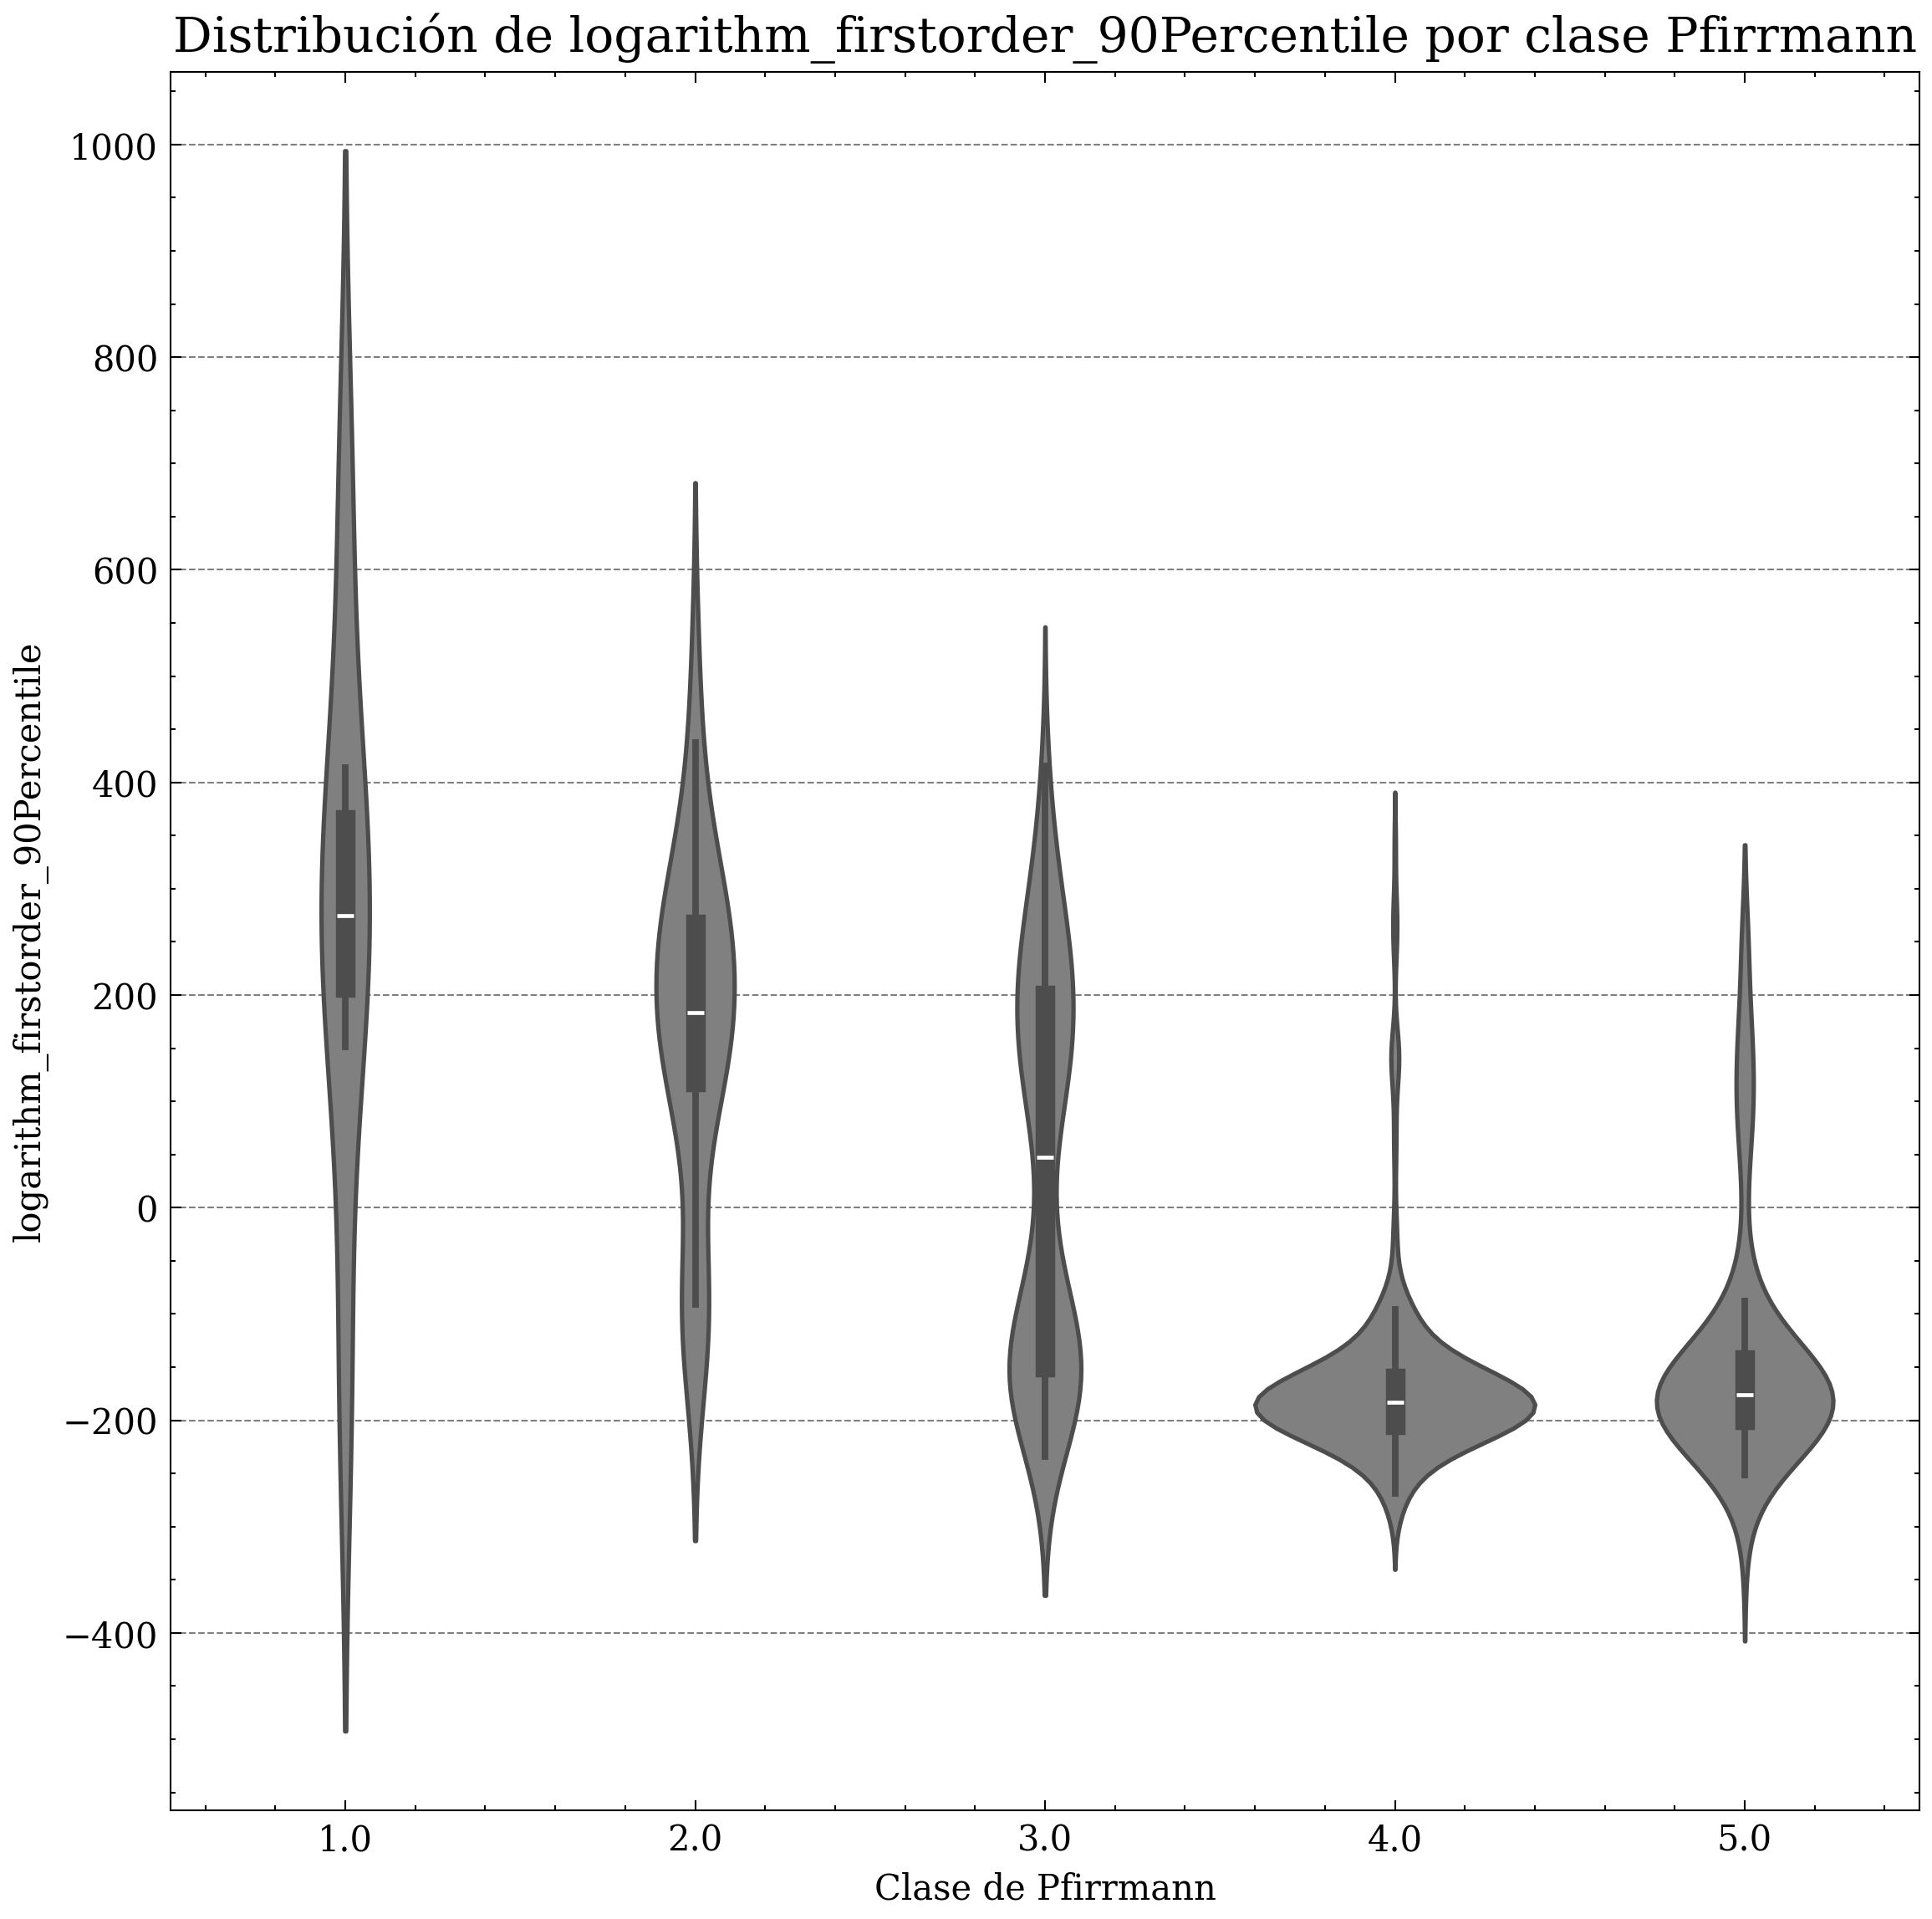 Distribución de logarithm_firstorder_90Percentile por clase Pfirrmann
1000
800
600
400
200
0
−200
−400
logarithm_firstorder_90Percentile
1.0 2.0 3.0 4.0 5.0
Clase de Pfirrmann